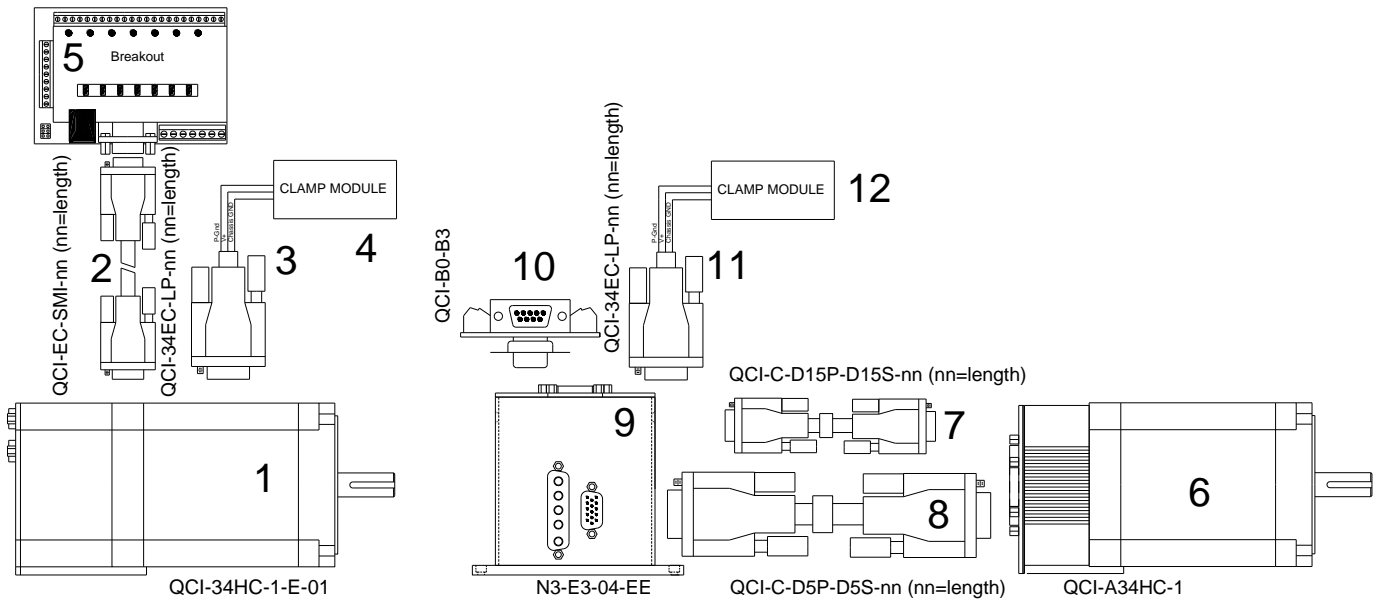 5
Breakout
QCI-EC-SMI-nn (nn=length)
2
QCI-34EC-LP-nn (nn=length)
P-Gnd
V+
Chassis GND
3
CLAMP MODULE
4
1
QCI-34HC-1-E-01
QCI-B0-B3
10
QCI-34EC-LP-nn (nn=length)
P-Gnd
V+
Chassis GND
11
CLAMP MODULE
12
9
N3-E3-04-EE
QCI-C-D15P-D15S-nn (nn=length)
7
8
QCI-C-D5P-D5S-nn (nn=length)
6
QCI-A34HC-1